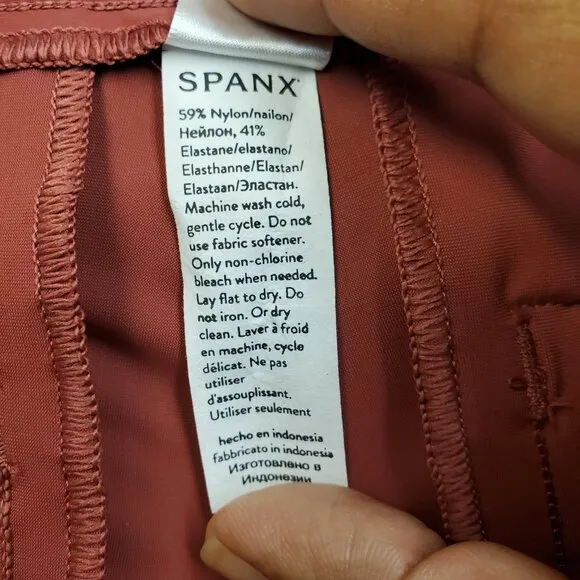 SPANX
59% Nylon/nailon/
Нейлон, 41%
Elastane/elastano/
Elasthanne/Elastan/
Elastaan/Эластан.
Machine wash cold,
gentle cycle. Do not
use fabric softener.
Only non-chlorine
bleach when needed.
Lay flat to dry. Do
not iron. Or dry
clean. Laver à froid
en machine, cycle
délicat. Ne pas
utiliser
d'assouplissant.
Utiliser seulement
hecho en indonesia
fabbricato in indonesia
Изготовлено в
Индонезии